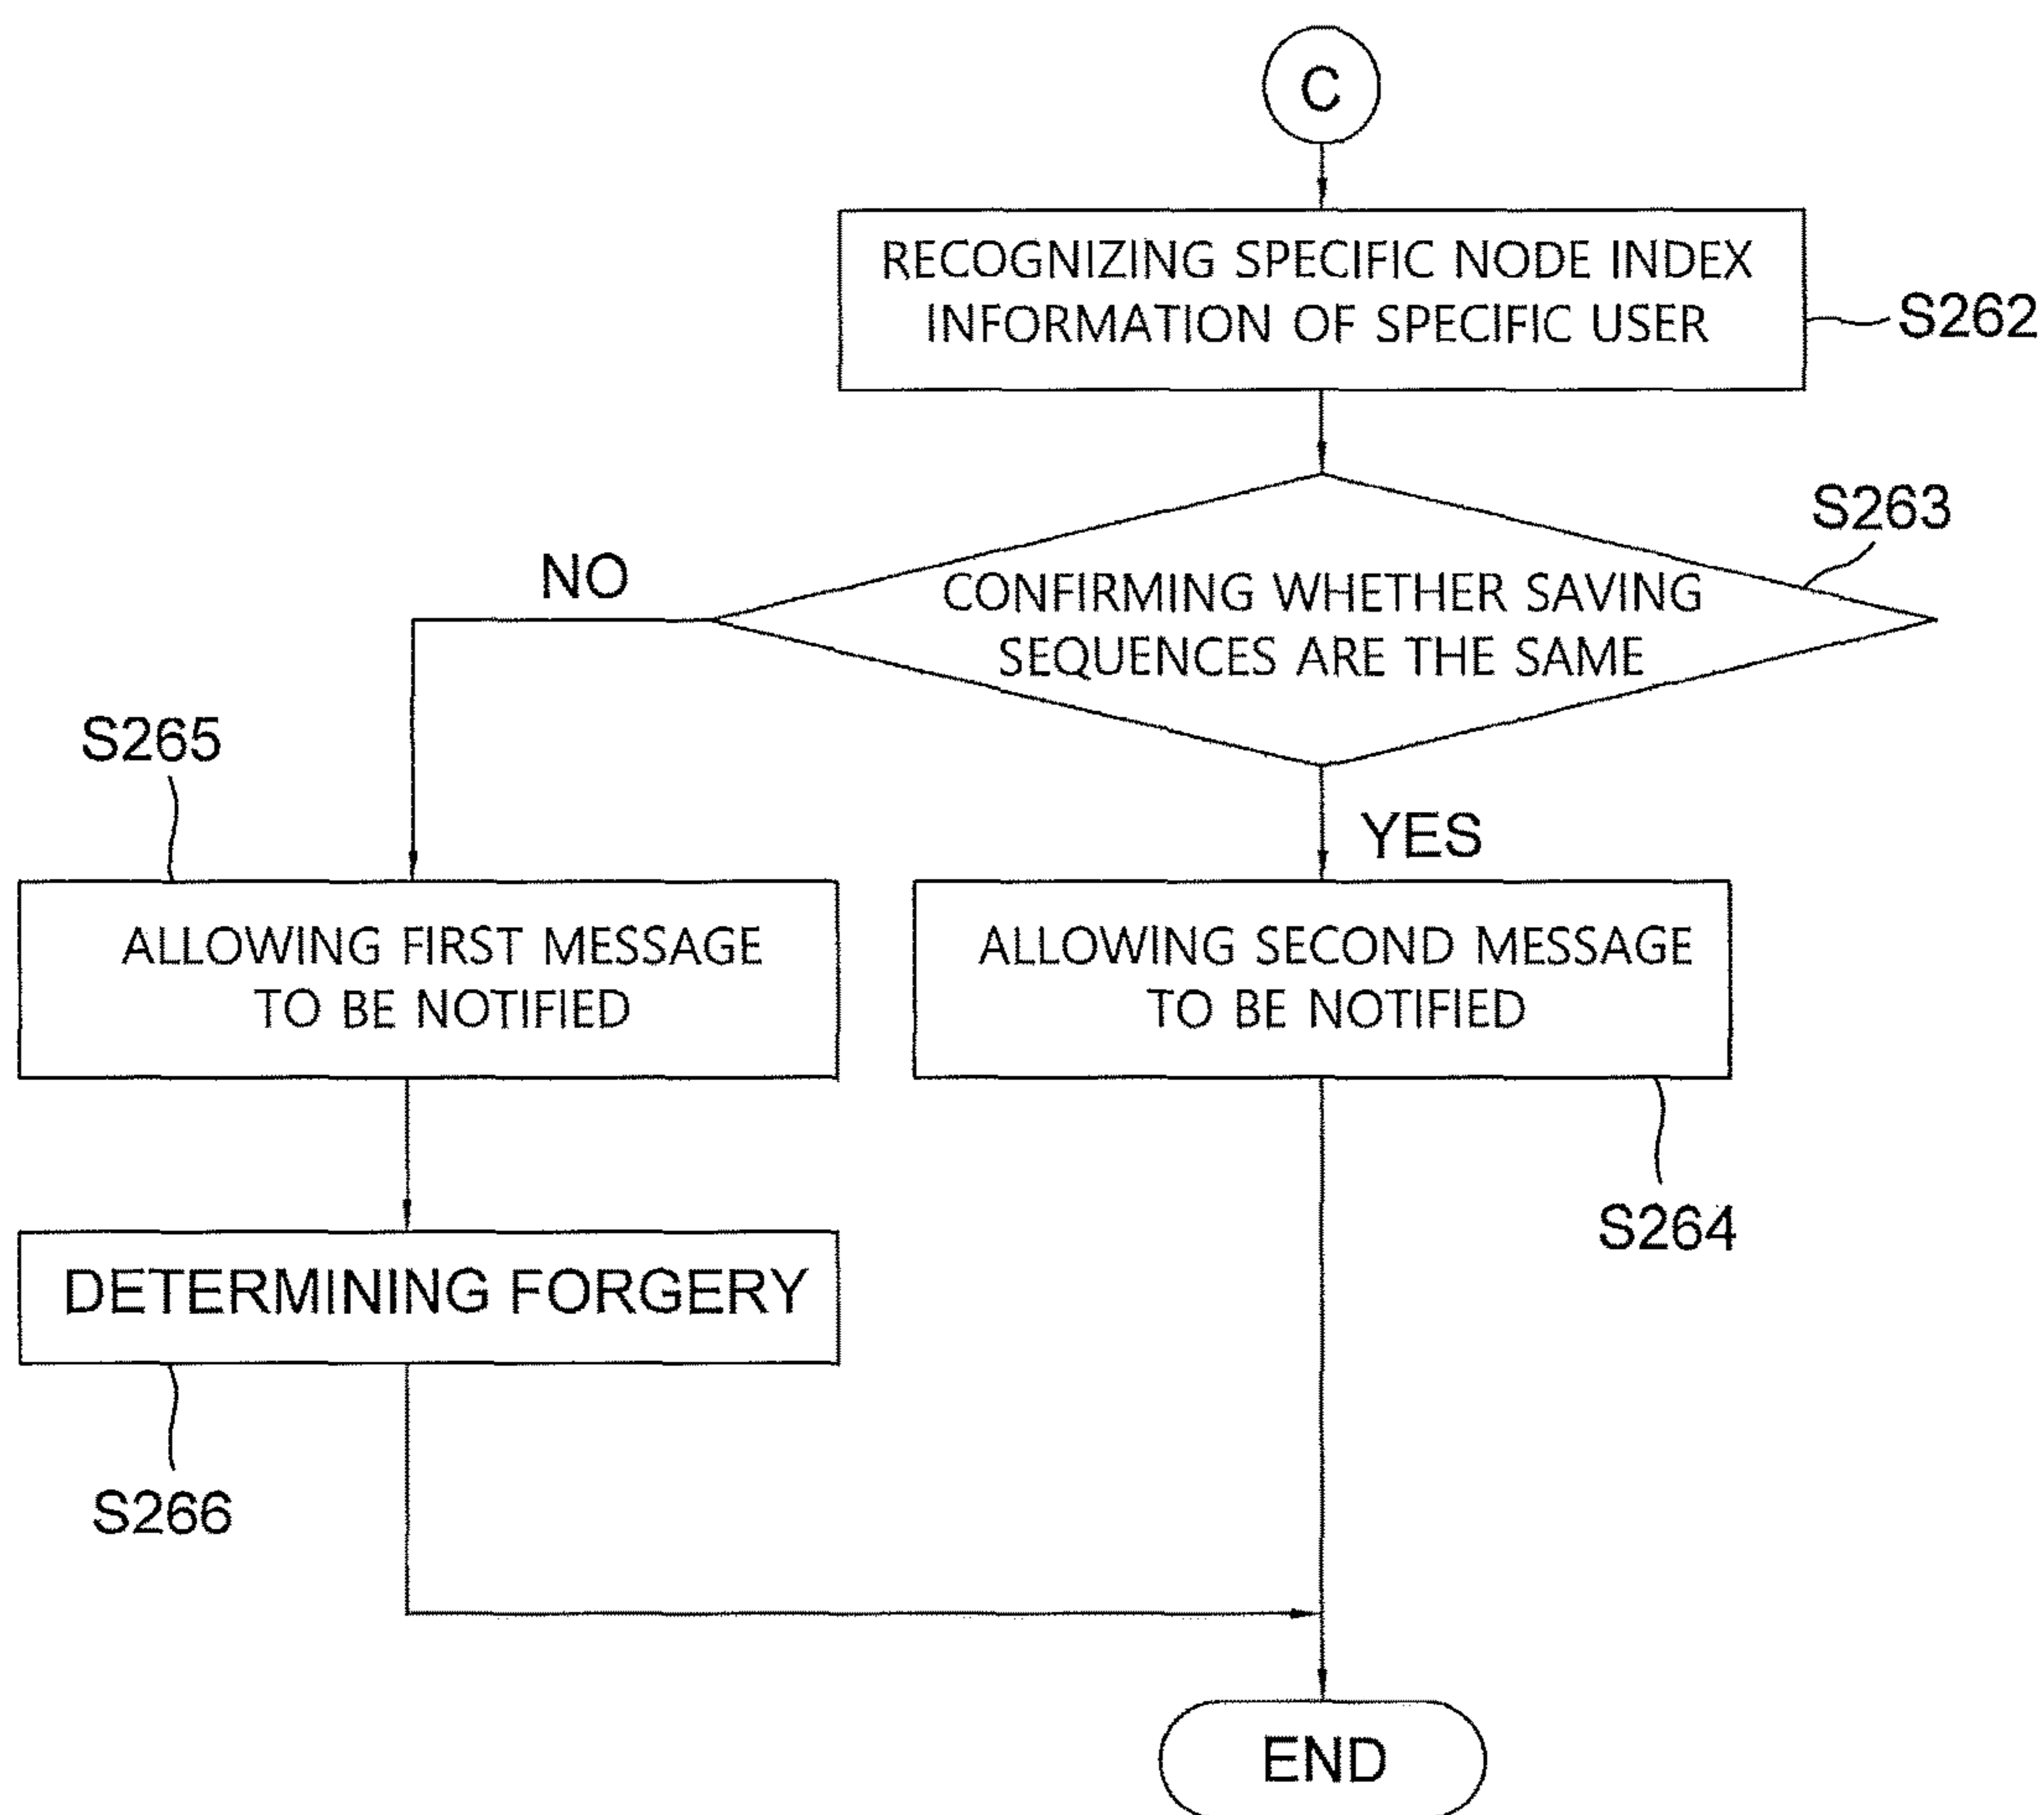 C
RECOGNIZING SPECIFIC NODE INDEX
INFORMATION OF SPECIFIC USER
S262
S263
NO
CONFIRMING WHETHER SAVING
SEQUENCES ARE THE SAME
S265
YES
ALLOWING FIRST MESSAGE
TO BE NOTIFIED
ALLOWING SECOND MESSAGE
TO BE NOTIFIED
S264
DETERMINING FORGERY
S266
END